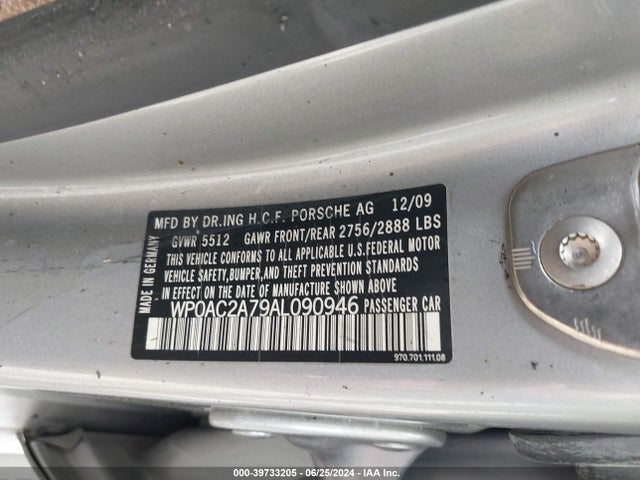 MFD BY DR.ING H.C.F. PORSCHE AG 12/09
GVWR 5512 GAWR FRONT/REAR 2756/2888 LBS
THIS VEHICLE CONFORMS TO ALL APPLICABLE U.S.FEDERAL MOTOR
VEHICLE SAFETY,BUMPER,AND THEFT PREVENTION STANDARDS
IN EFFECT ON THE DATE OF MANUFACTURE SHOWN ABOVE
WP0AC2A79AL090946 PASSENGER CAR
MADE IN GERMANY
970.701.111.08
000-39733205 - 06/25/2024 - IAA Inc.